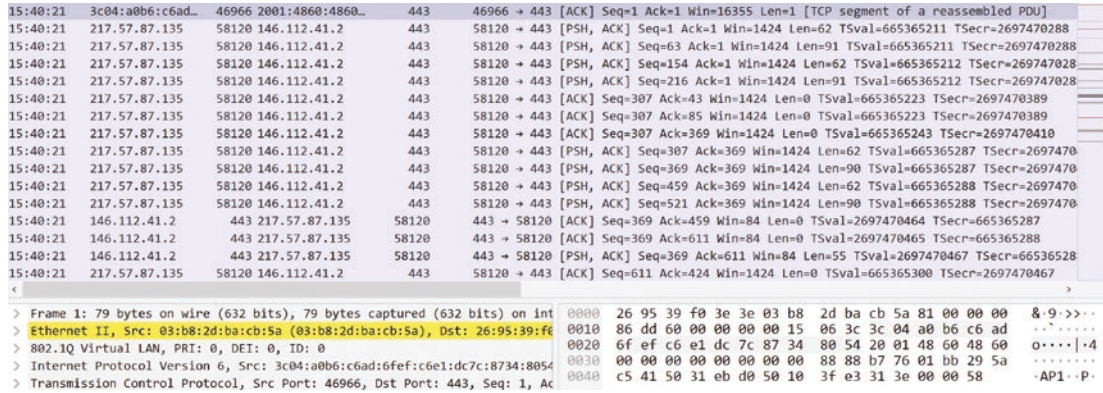 15:40:21 3c04:a0b6:c6ad… 46966 2001:4860:4860… 443 46966 → 443 [ACK] Seq=1 Ack=1 Win=16355 Len=1 [TCP segment of a reassembled PDU]
15:40:21 217.57.87.135 58120 146.112.41.2 443 58120 → 443 [PSH, ACK] Seq=1 Ack=1 Win=1424 Len=62 TSval=665365211 TSecr=2697470288
15:40:21 217.57.87.135 58120 146.112.41.2 443 58120 → 443 [PSH, ACK] Seq=63 Ack=1 Win=1424 Len=91 TSval=665365212 TSecr=2697470288
15:40:21 217.57.87.135 58120 146.112.41.2 443 58120 → 443 [PSH, ACK] Seq=154 Ack=1 Win=1424 Len=62 TSval=665365212 TSecr=269747028
15:40:21 217.57.87.135 58120 146.112.41.2 443 58120 → 443 [PSH, ACK] Seq=216 Ack=1 Win=1424 Len=91 TSval=665365212 TSecr=269747028
15:40:21 217.57.87.135 58120 146.112.41.2 443 58120 → 443 [ACK] Seq=307 Ack=43 Win=1424 Len=0 TSval=665365223 TSecr=2697470389
15:40:21 217.57.87.135 58120 146.112.41.2 443 58120 → 443 [ACK] Seq=307 Ack=85 Win=1424 Len=0 TSval=665365223 TSecr=2697470389
15:40:21 217.57.87.135 58120 146.112.41.2 443 58120 → 443 [ACK] Seq=307 Ack=369 Win=1424 Len=0 TSval=665365243 TSecr=2697470410
15:40:21 217.57.87.135 58120 146.112.41.2 443 58120 → 443 [PSH, ACK] Seq=307 Ack=369 Win=1424 Len=62 TSval=665365287 TSecr=2697470
15:40:21 217.57.87.135 58120 146.112.41.2 443 58120 → 443 [PSH, ACK] Seq=369 Ack=369 Win=1424 Len=90 TSval=665365287 TSecr=2697470
15:40:21 217.57.87.135 58120 146.112.41.2 443 58120 → 443 [PSH, ACK] Seq=459 Ack=369 Win=1424 Len=62 TSval=665365288 TSecr=2697470
15:40:21 217.57.87.135 58120 146.112.41.2 443 58120 → 443 [PSH, ACK] Seq=521 Ack=369 Win=1424 Len=90 TSval=665365288 TSecr=2697470
15:40:21 146.112.41.2 443 217.57.87.135 58120 443 → 58120 [ACK] Seq=369 Ack=459 Win=84 Len=0 TSval=2697470464 TSecr=665365287
15:40:21 146.112.41.2 443 217.57.87.135 58120 443 → 58120 [ACK] Seq=369 Ack=611 Win=84 Len=0 TSval=2697470465 TSecr=665365288
15:40:21 146.112.41.2 443 217.57.87.135 58120 443 → 58120 [PSH, ACK] Seq=369 Ack=611 Win=84 Len=55 TSval=2697470467 TSecr=66536528
15:40:21 217.57.87.135 58120 146.112.41.2 443 58120 → 443 [ACK] Seq=611 Ack=424 Win=1424 Len=0 TSval=665365300 TSecr=2697470467
> Frame 1: 79 bytes on wire (632 bits), 79 bytes captured (632 bits) on int
> Ethernet II, Src: 03:b8:2d:ba:cb:5a (03:b8:2d:ba:cb:5a), Dst: 26:95:39:f0
> 802.1Q Virtual LAN, PRI: 0, DEI: 0, ID: 0
> Internet Protocol Version 6, Src: 3c04:a0b6:c6ad:6fef:c6e1:dc7c:8734:8054
> Transmission Control Protocol, Src Port: 46966, Dst Port: 443, Seq: 1, Ac
0000 26 95 39 f0 3e 3e 03 b8 2d ba cb 5a 81 00 00 00 &·9·>>··
0010 86 dd 60 00 00 00 00 15 06 3c 3c 04 a0 b6 c6 ad ··`·····
0020 6f ef c6 e1 dc 7c 87 34 80 54 20 01 48 60 48 60 o····|·4
0030 00 00 00 00 00 00 00 00 88 88 b7 76 01 bb 29 5a ········
0040 c5 41 50 31 eb d0 50 10 3f e3 31 3e 00 00 58 ·AP1··P·